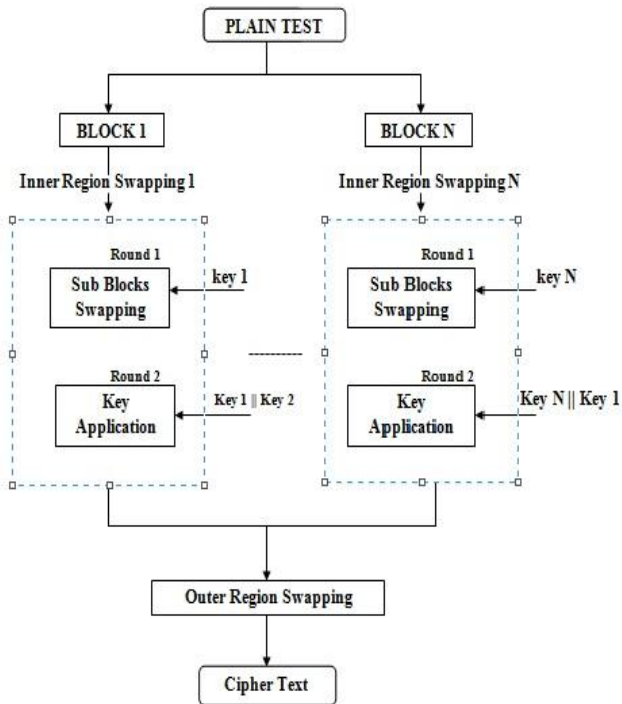 PLAIN TEST
BLOCK 1
BLOCK N
Inner Region Swapping 1
Inner Region Swapping N
Round 1
Sub Blocks
Swapping
key 1
Round 1
Sub Blocks
Swapping
key N
Round 2
Key
Application
Key 1 || Key 2
Round 2
Key
Application
Key N || Key 1
Outer Region Swapping
Cipher Text